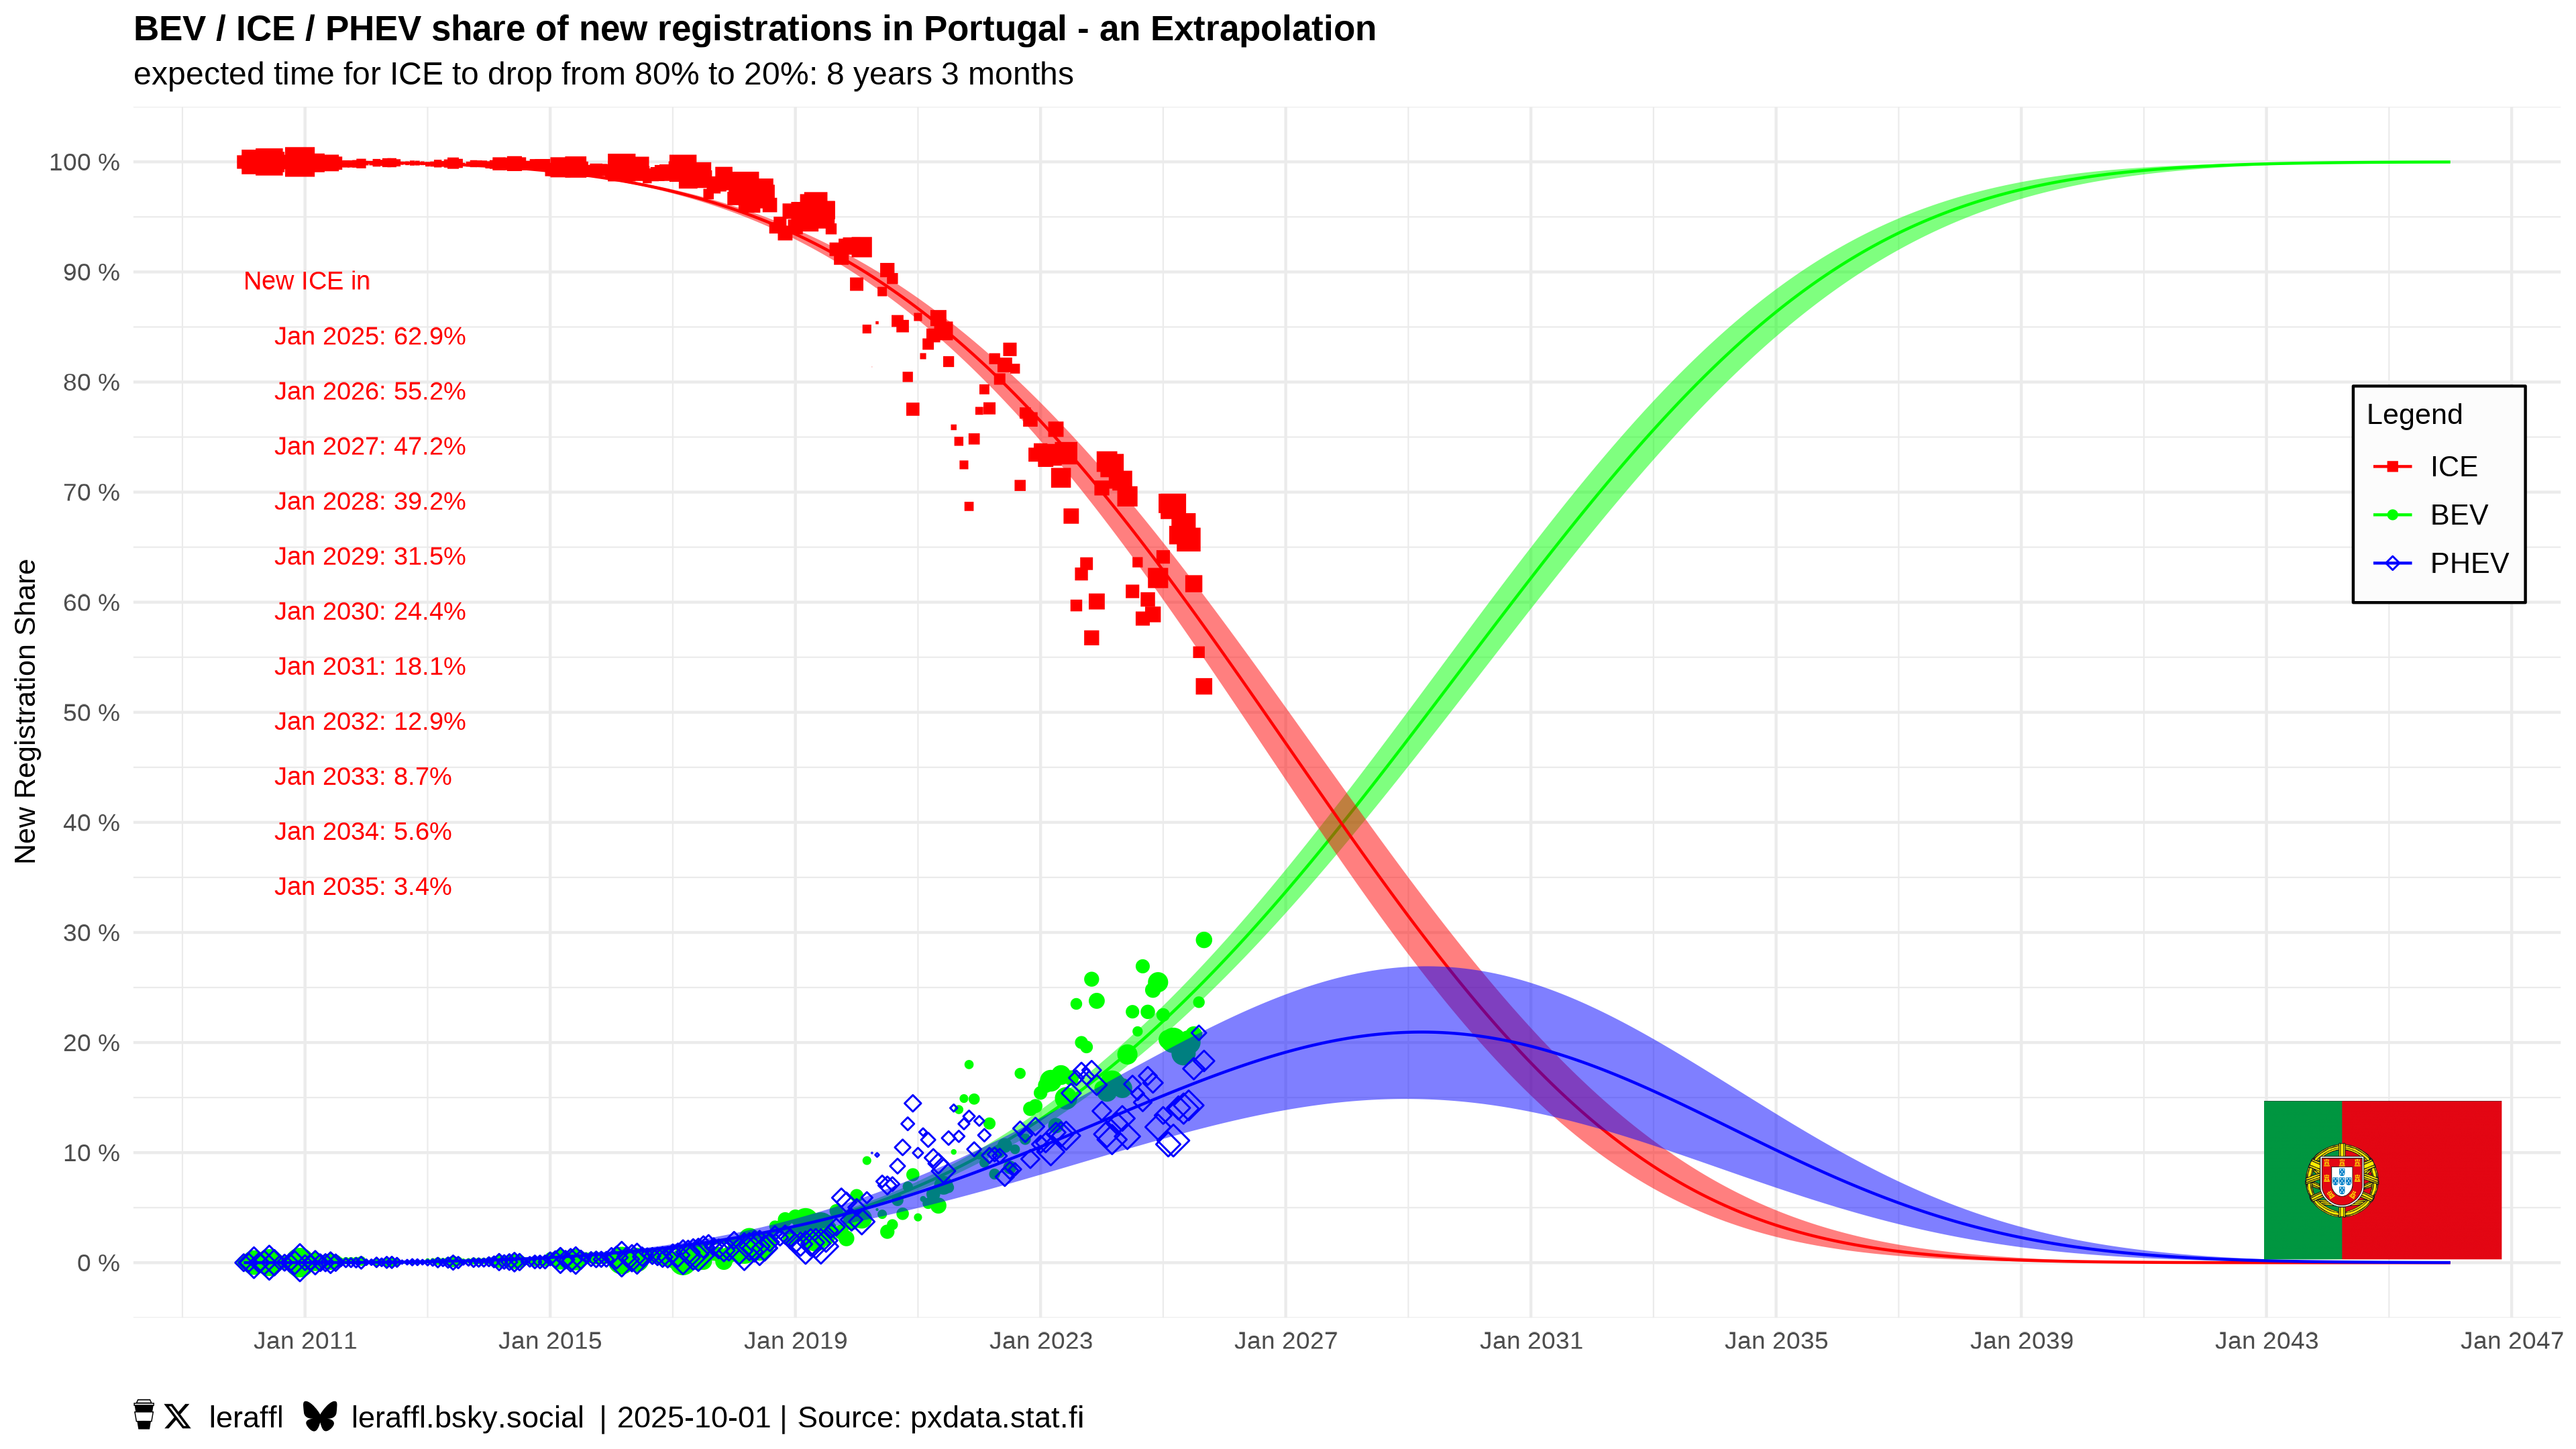 BEV / ICE / PHEV share of new registrations in Portugal - an Extrapolation
expected time for ICE to drop from 80% to 20%: 8 years 3 months
New Registration Share
100 %
90 %
80 %
70 %
60 %
50 %
40 %
30 %
20 %
10 %
0 %
New ICE in
Jan 2025: 62.9%
Jan 2026: 55.2%
Jan 2027: 47.2%
Jan 2028: 39.2%
Jan 2029: 31.5%
Jan 2030: 24.4%
Jan 2031: 18.1%
Jan 2032: 12.9%
Jan 2033: 8.7%
Jan 2034: 5.6%
Jan 2035: 3.4%
Legend
ICE
BEV
PHEV
Jan 2011 Jan 2015 Jan 2019 Jan 2023 Jan 2027 Jan 2031 Jan 2035 Jan 2039 Jan 2043 Jan 2047
leraffl leraffl.bsky.social | 2025-10-01 | Source: pxdata.stat.fi